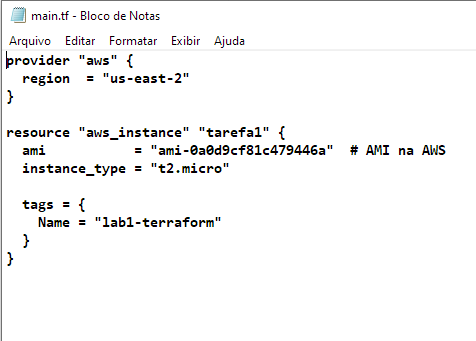 main.tf - Bloco de Notas
Arquivo Editar Formatar Exibir Ajuda
provider "aws" {
  region  = "us-east-2"
}

resource "aws_instance" "tarefa1" {
  ami           = "ami-0a0d9cf81c479446a"  # AMI na AWS
  instance_type = "t2.micro"

  tags = {
    Name = "lab1-terraform"
  }
}